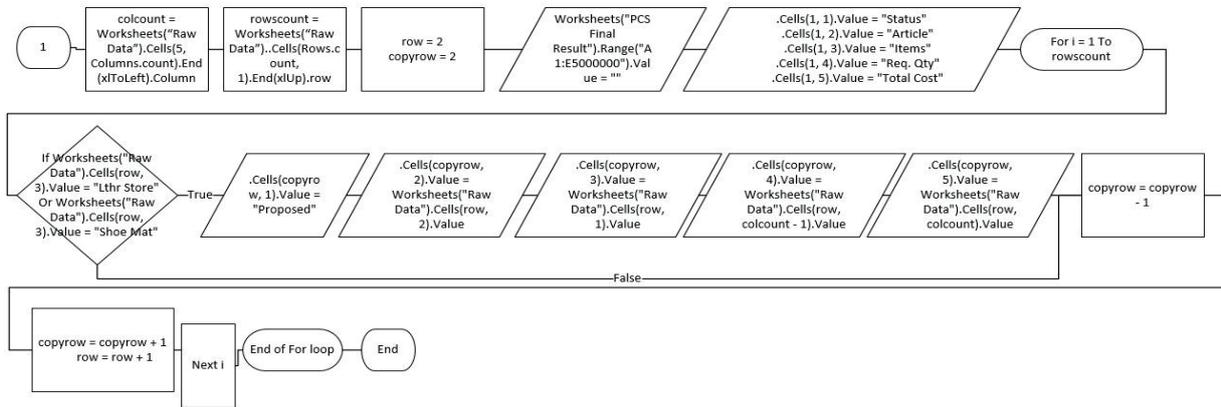 1
colcount =
Worksheets("Raw
Data").Cells(5,
Columns.count).End
(xlToLeft).Column
rowscount =
Worksheets("Raw
Data")..Cells(Rows.c
ount,
1).End(xlUp).row
row = 2
copyrow = 2
Worksheets("PCS
Final
Result").Range("A
1:E5000000").Val
ue = ""
.Cells(1, 1).Value = "Status"
.Cells(1, 2).Value = "Article"
.Cells(1, 3).Value = "Items"
.Cells(1, 4).Value = "Req. Qty"
.Cells(1, 5).Value = "Total Cost"
For i = 1 To
rowscount
If Worksheets("Raw
Data").Cells(row,
3).Value = "Lthr Store"
Or Worksheets("Raw
Data").Cells(row,
3).Value = "Shoe Mat"
True
.Cells(copyro
w, 1).Value =
"Proposed"
.Cells(copyrow,
2).Value =
Worksheets("Raw
Data").Cells(row,
2).Value
.Cells(copyrow,
3).Value =
Worksheets("Raw
Data").Cells(row,
1).Value
.Cells(copyrow,
4).Value =
Worksheets("Raw
Data").Cells(row,
colcount - 1).Value
.Cells(copyrow,
5).Value =
Worksheets("Raw
Data").Cells(row,
colcount).Value
copyrow = copyrow
- 1
False
copyrow = copyrow + 1
row = row + 1
Next i
End of For loop
End